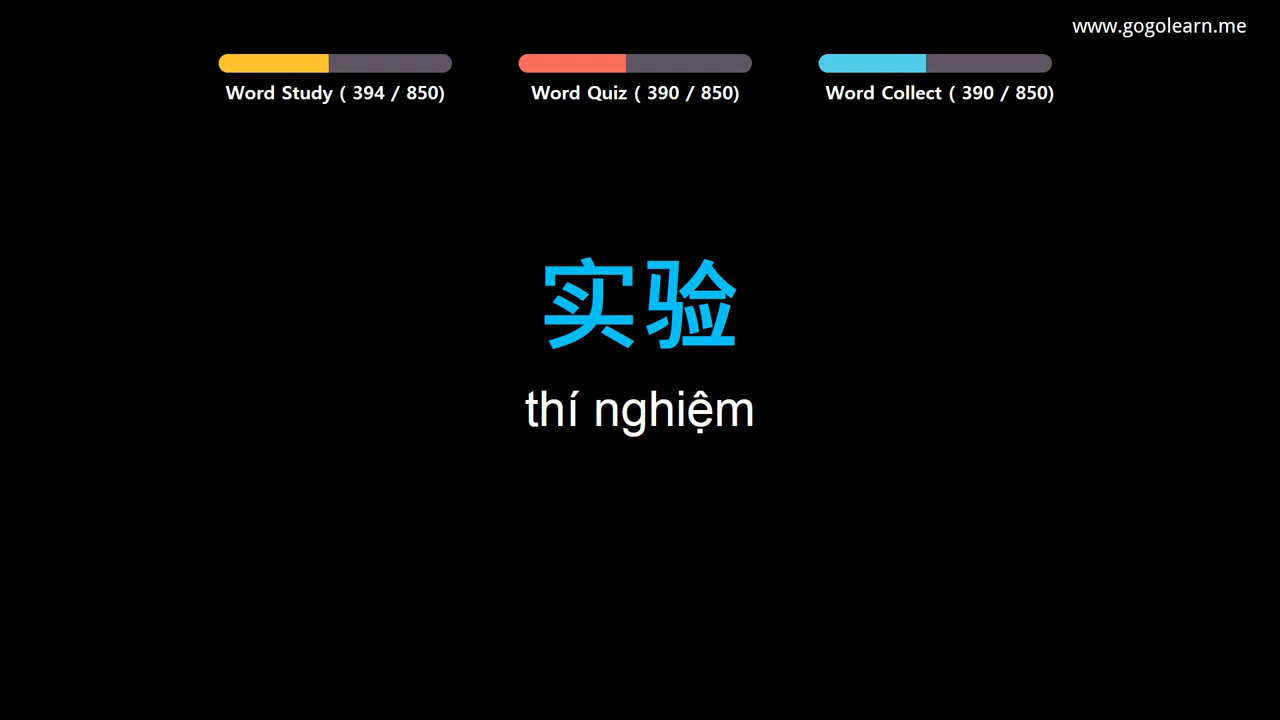 www.gogolearn.me
Word Study ( 394 / 850)
Word Quiz ( 390 / 850)
Word Collect ( 390 / 850)
实验
thí nghiệm